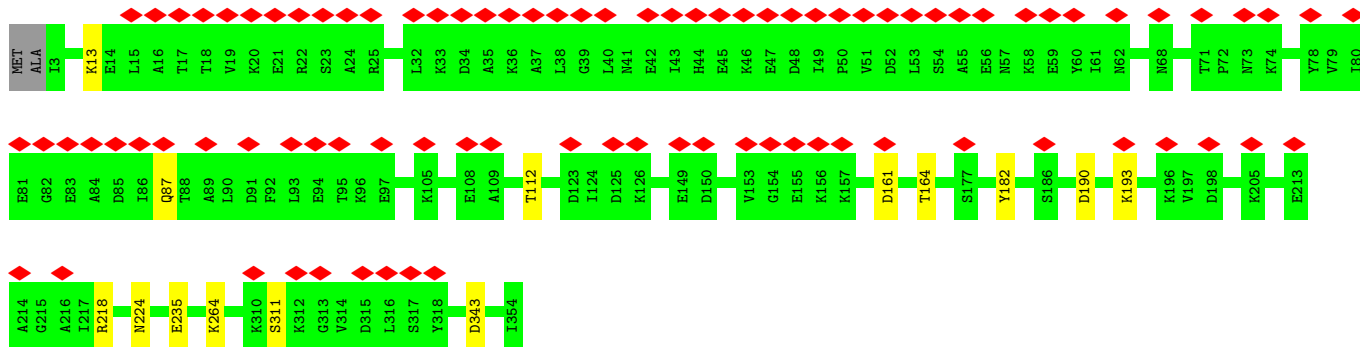 MET ALA I3 K13 E14 L15 A16 T17 T18 V19 K20 E21 R22 S23 A24 R25 L32 K33 D34 A35 K36 A37 L38 G39 L40 N41 E42 I43 H44 E45 K46 E47 D48 I49 P50 V51 D52 L53 S54 A55 E56 N57 K58 E59 Y60 I61 N62 N68 T71 P72 N73 K74 Y78 V79 I80
E81 G82 E83 A84 D85 I86 Q87 T88 A89 L90 D91 F92 L93 E94 T95 K96 E97 K105 E108 A109 T112 D123 I124 D125 K126 E149 D150 V153 G154 E155 K156 K157 D161 T164 S177 Y182 S186 D190 K193 K196 V197 D198 K205 E213
A214 G215 A216 I217 R218 N224 E235 K264 K310 S311 K312 G313 V314 D315 L316 S317 Y318 D343 I354